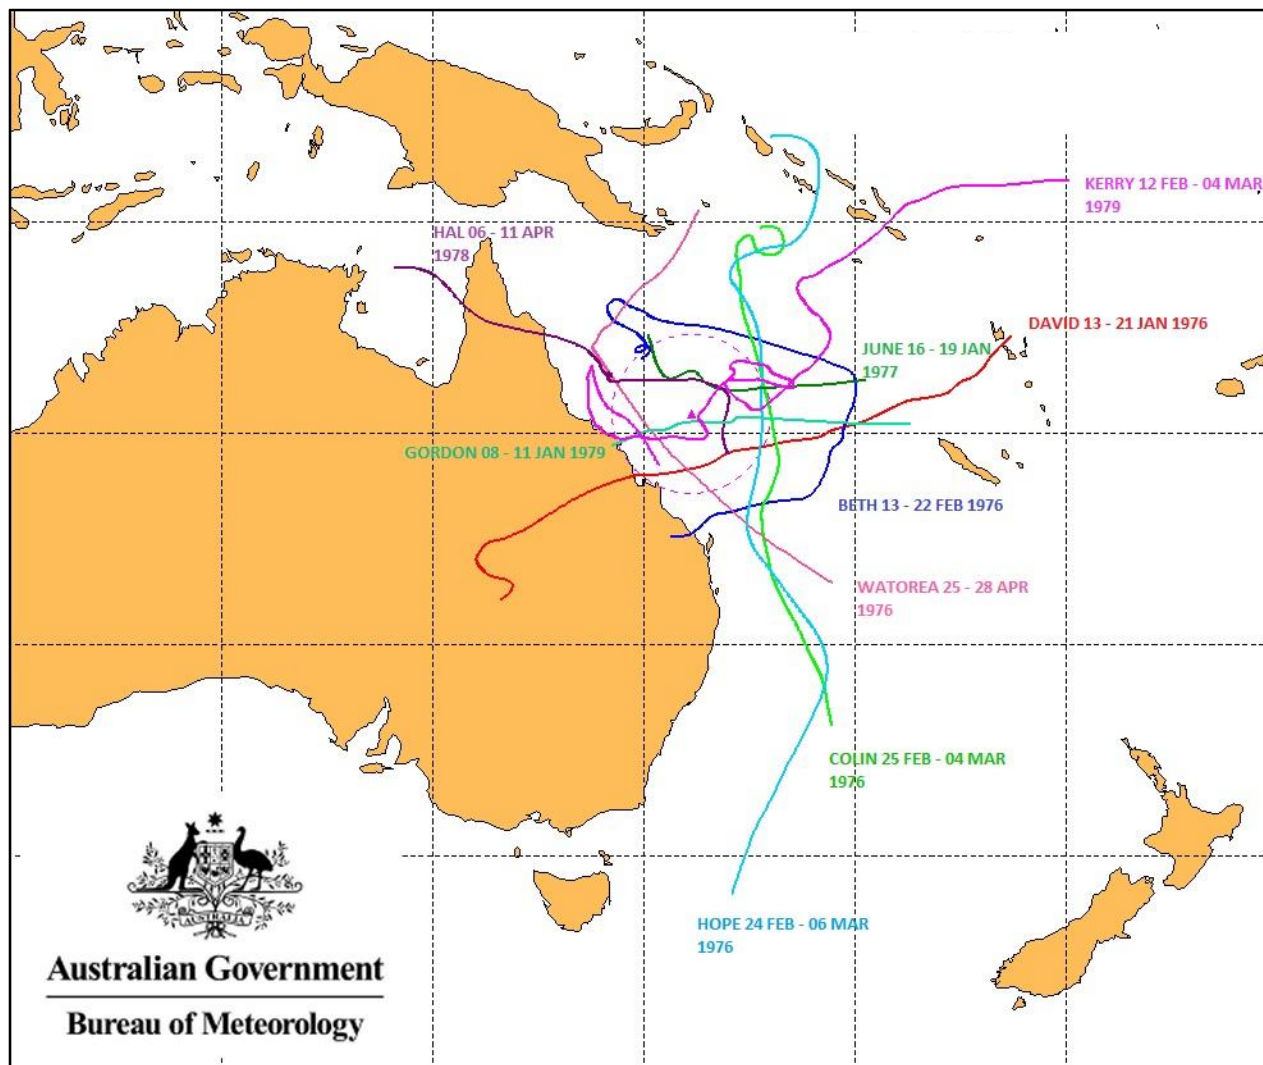 KERRY 12 FEB - 04 MAR
1979
HAL 06 - 11 APR
1978
DAVID 13 - 21 JAN 1976
JUNE 16 - 19 JAN
1977
GORDON 08 - 11 JAN 1979
BETH 13 - 22 FEB 1976
WATOREA 25 - 28 APR
1976
COLIN 25 FEB - 04 MAR
1976
HOPE 24 FEB - 06 MAR
1976
AUSTRALIA
Australian Government
Bureau of Meteorology